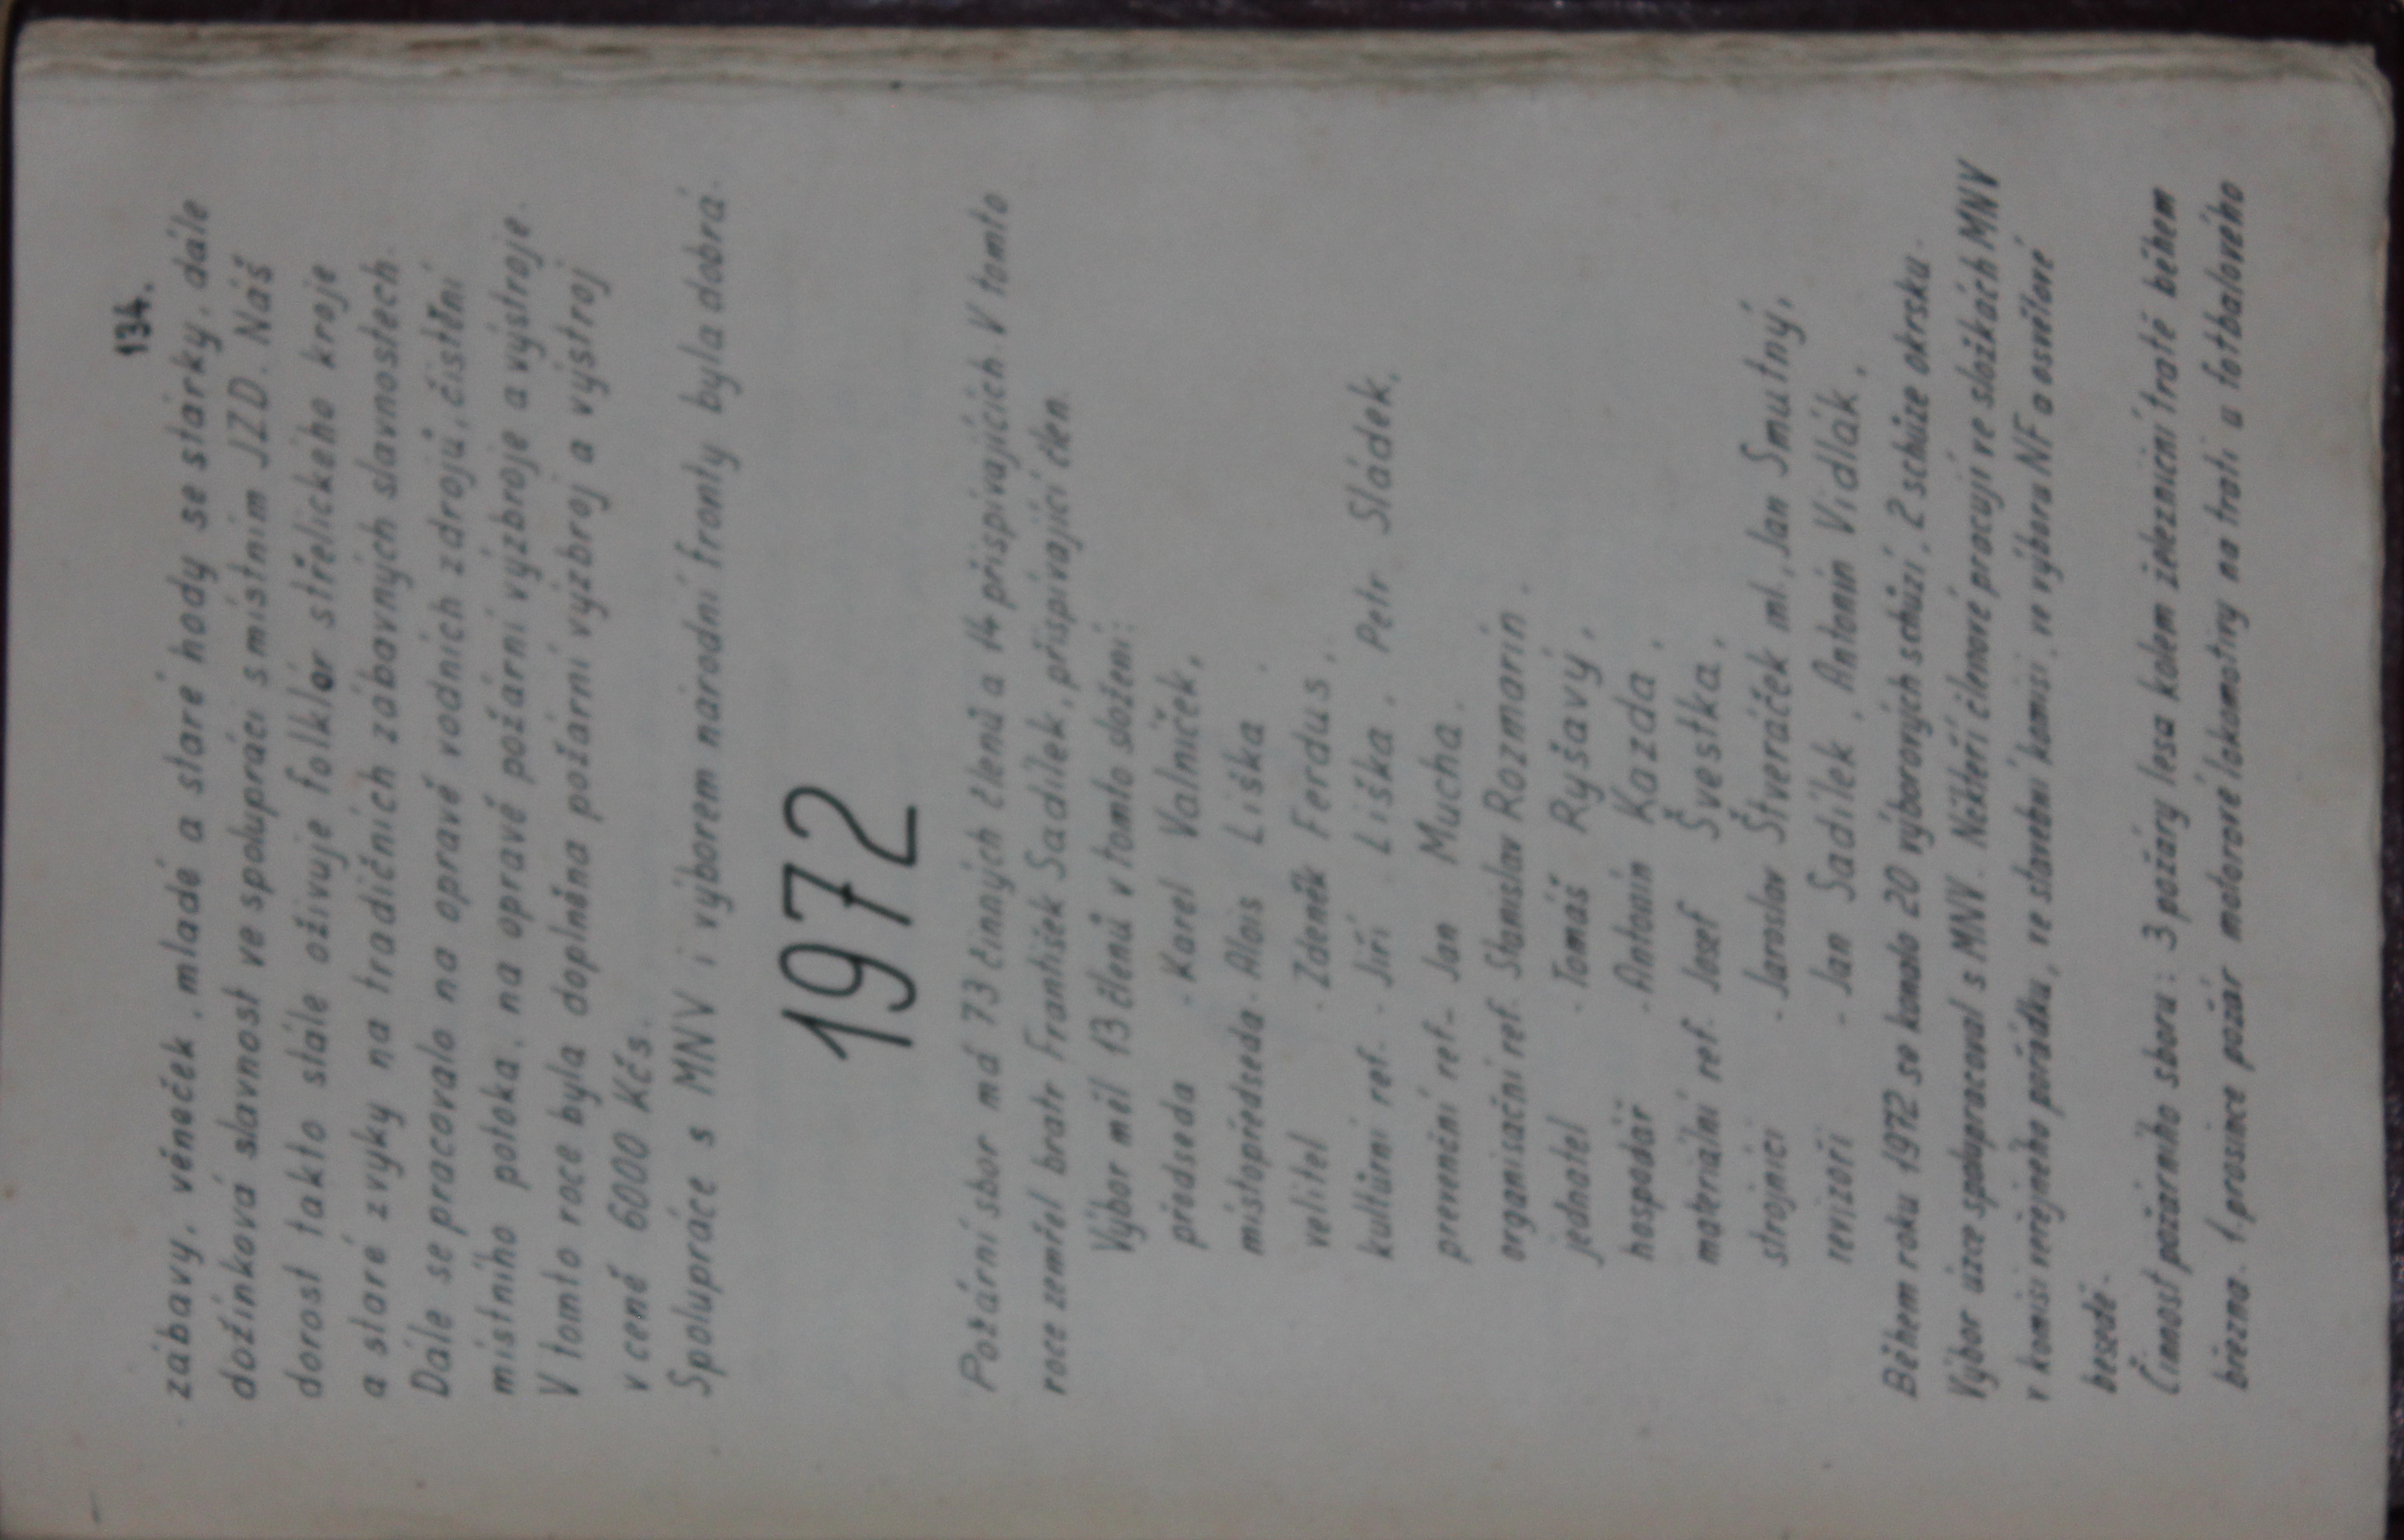 134.
zábavy, věneček, mladé a staré hody se stárky, dále
dožínková slavnost ve spolupráci s místním JZD. Náš
dorost takto stále oživuje folklor střelického kroje
a staré zvyky na tradičních zábavných slavnostech.
Dále se pracovalo na opravě vodních zdrojů, čistění
místního potoka, na opravě požární výzbroje a výstroje.
V tomto roce byla doplněna požární výzbroj a výstroj
v ceně 6000 Kčs.
Spolupráce s MNV i výborem národní fronty byla dobrá.
1972
Požární sbor má 73 činných členů a 14 přispívajících. V tomto
roce zemřel bratr František Sadílek, přispívající člen.
Výbor měl 13 členů v tomto složení:
předseda - Karel Valníček,
místopředseda - Alois Liška,
velitel - Zdeněk Ferdus,
kultůrní ref. - Jiří Liška, Petr Sládek,
prevenční ref. - Jan Mucha,
organisační ref. Stanislav Rozmarin.
jednatel - Tomáš Ryšavý,
hospodář - Antonín Kazda,
materiální ref. Josef Švestka,
strojníci - Jaroslav Štveráček ml., Jan Smutný,
revizoři - Jan Sadílek, Antonín Vidlák,
Během roku 1972 se konalo 20 výborových schůzí, 2 schůze okrsku.
Výbor úzce spolupracoval s MNV. Někteří členové pracují ve složkách MNV
v komisi veřejného pořádku, ve stavební komisi, ve výboru NF a osvětové
besedě.
Činnost požárního sboru: 3 požáry lesa kolem železniční tratě během
března. 1. prosince požár motorové lokomotivy na trati u fotbalového